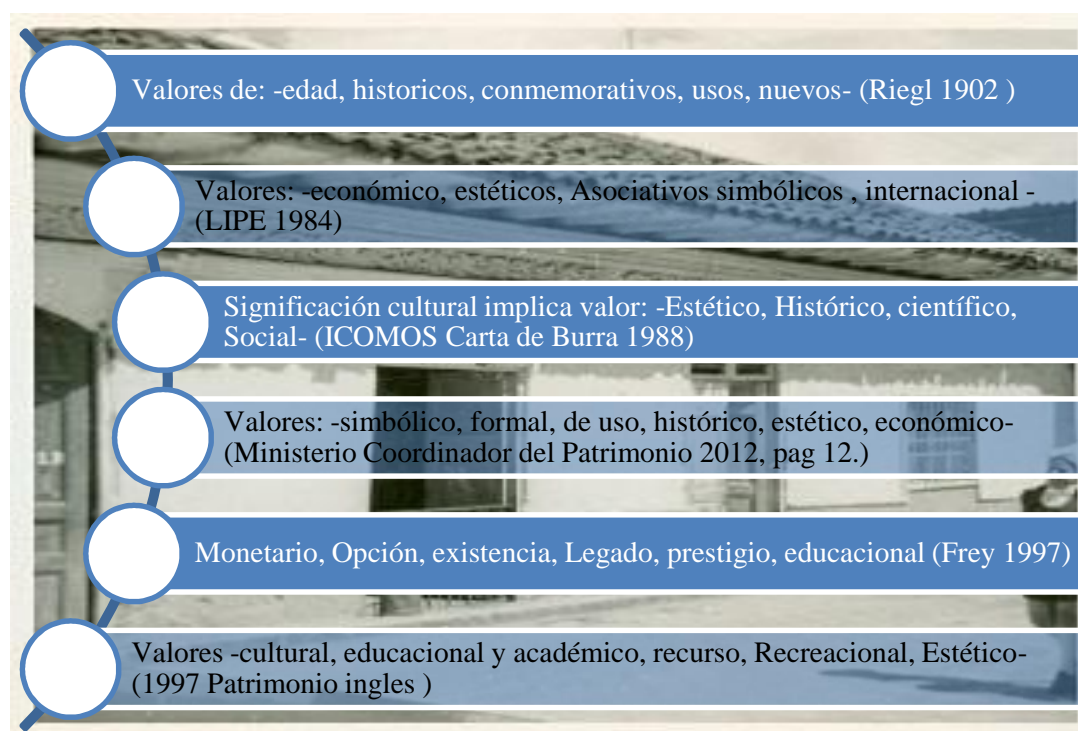 Valores de: -edad, historicos, conmemorativos, usos, nuevos- (Riegl 1902 )
Valores: -económico, estéticos, Asociativos simbólicos , internacional -
(LIPE 1984)
Significación cultural implica valor: -Estético, Histórico, científico,
Social- (ICOMOS Carta de Burra 1988)
Valores: -simbólico, formal, de uso, histórico, estético, económico-
(Ministerio Coordinador del Patrimonio 2012, pag 12.)
Monetario, Opción, existencia, Legado, prestigio, educacional (Frey 1997)
Valores -cultural, educacional y académico, recurso, Recreacional, Estético-
(1997 Patrimonio ingles )